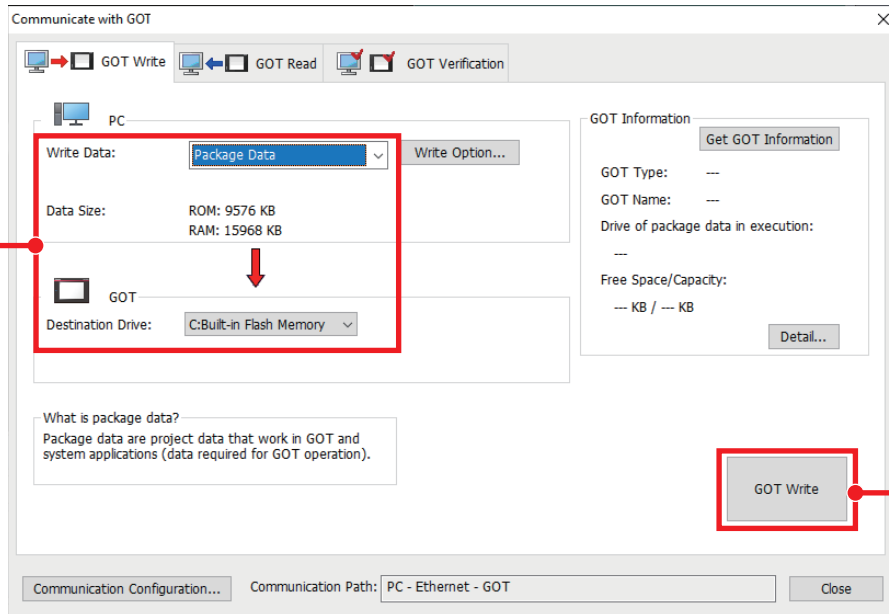 Communicate with GOT
GOT Write
GOT Read
GOT Verification
PC
Write Data:
Package Data
Write Option...
Data Size:
ROM: 9576 KB
RAM: 15968 KB
GOT
Destination Drive:
C:Built-in Flash Memory
What is package data?
Package data are project data that work in GOT and
system applications (data required for GOT operation).
GOT Information
Get GOT Information
GOT Type: ---
GOT Name: ---
Drive of package data in execution:
---
Free Space/Capacity:
--- KB / --- KB
Detail...
GOT Write
Communication Configuration...
Communication Path:
PC - Ethernet - GOT
Close